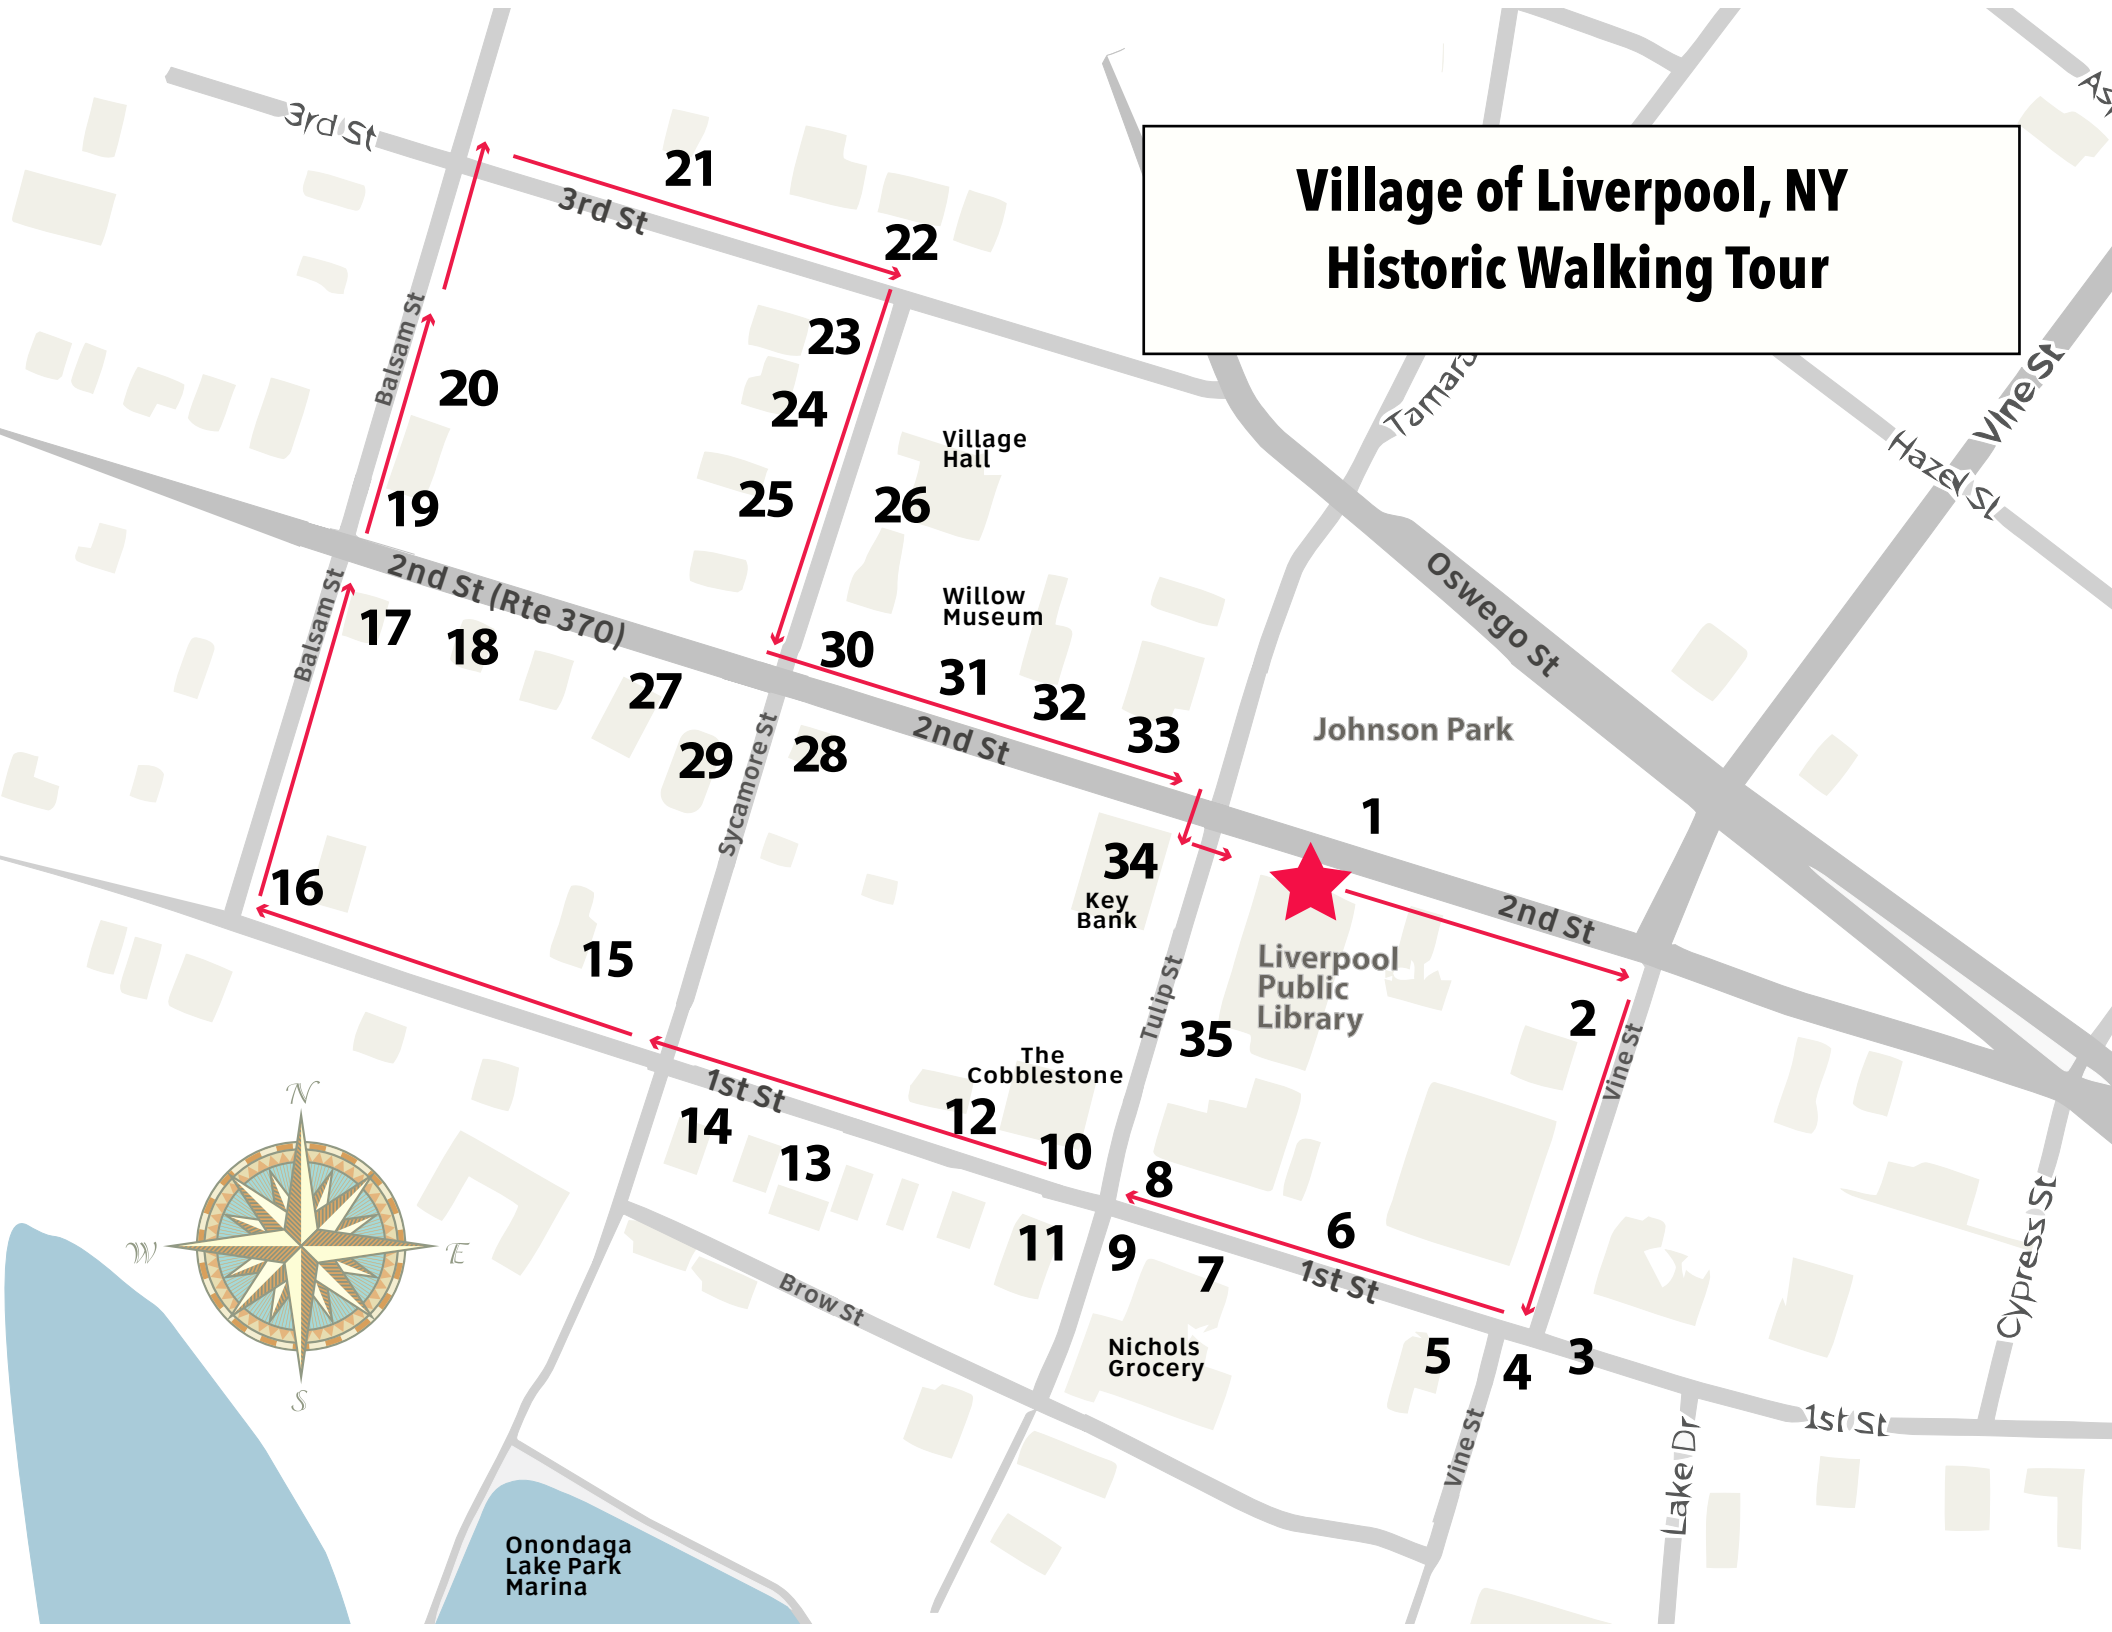 Village of Liverpool, NY
Historic Walking Tour
3rd St
21
3rd St
22
Balsam St
20
23
24
Village
Hall
19
25
26
Tamara
Vine St
Hazel St
2nd St (Rte 370)
Oswego St
Balsam St
17
18
Willow
Museum
30
31
27
32
33
2nd St
Johnson Park
29
28
Sycamore St
1
34
Key
Bank
16
2nd St
15
Liverpool
Public
Library
Tulip St
35
2
Vine St
The
Cobblestone
1st St
14
12
13
10
8
11
9
7
6
1st St
N
W
E
S
Brow St
Nichols
Grocery
5
4
3
Cypress St
1st St
Vine St
Lake Dr
Onondaga
Lake Park
Marina